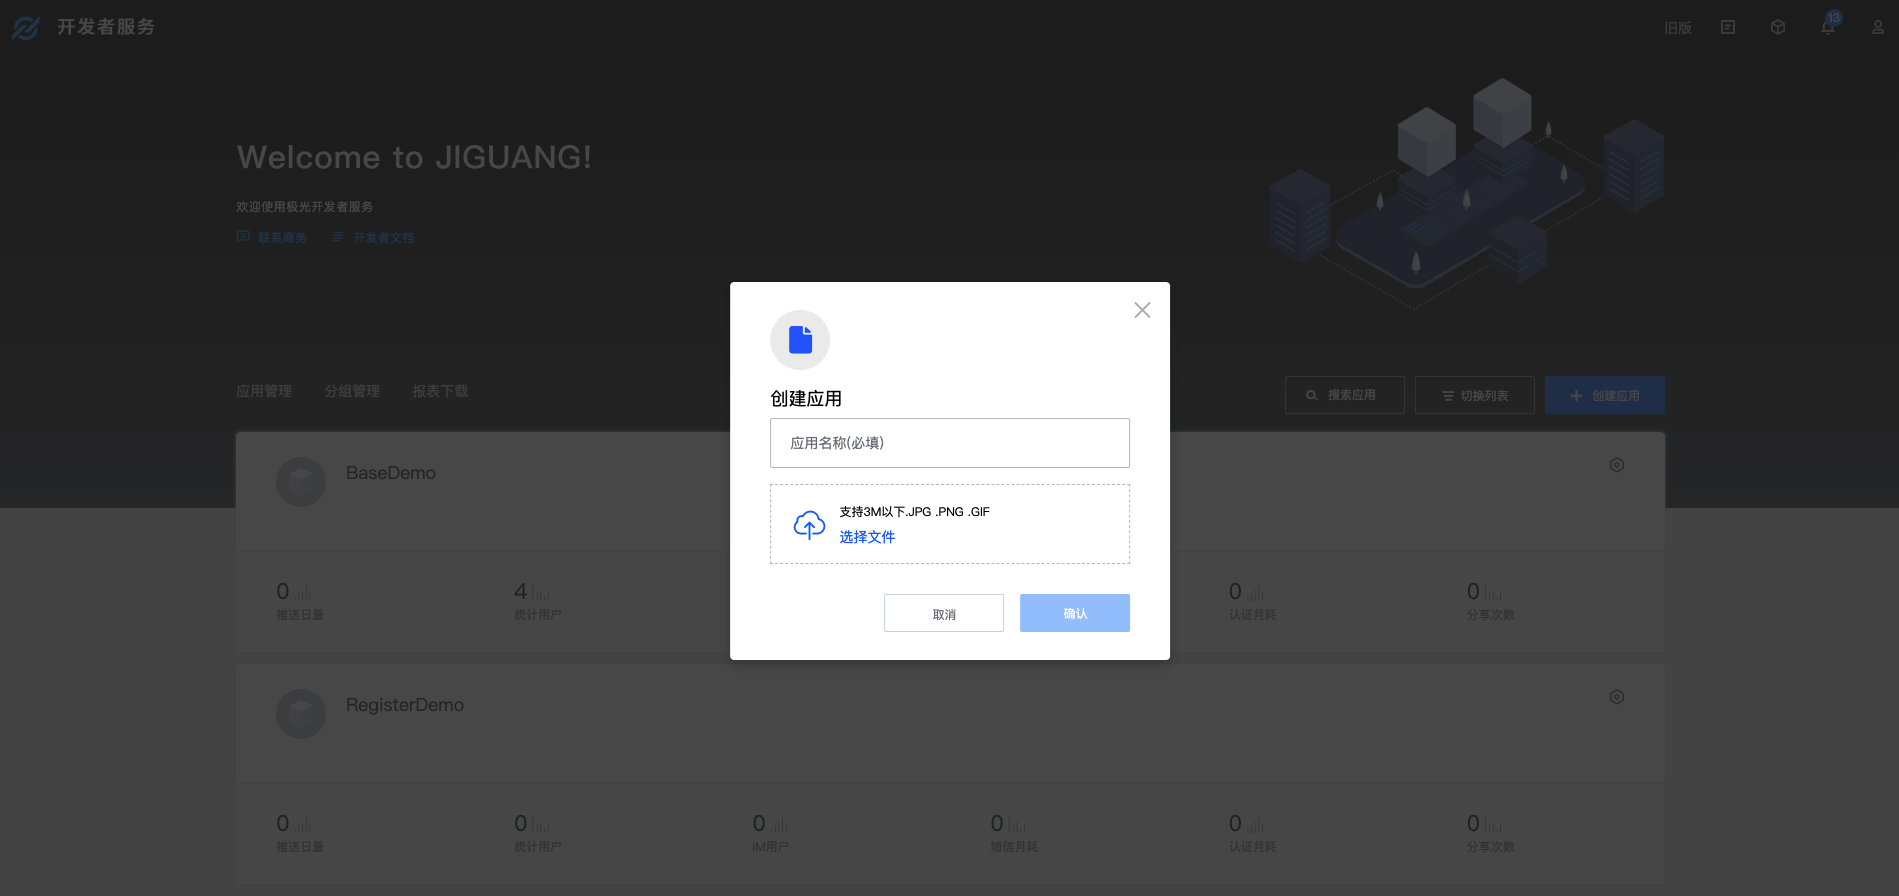 开发者服务
旧版
13
Welcome to JIGUANG!
欢迎使用极光开发者服务
联系商务 开发者文档
应用管理 分组管理 报表下载
搜索应用 切换列表 创建应用
创建应用
应用名称(必填)
支持3M以下.JPG .PNG .GIF
选择文件
取消 确认
BaseDemo
0 4 0 0
推送日量 统计用户 认证月耗 分享次数
RegisterDemo
0 0 0 0 0 0
推送日量 统计用户 IM用户 短信月耗 认证月耗 分享次数